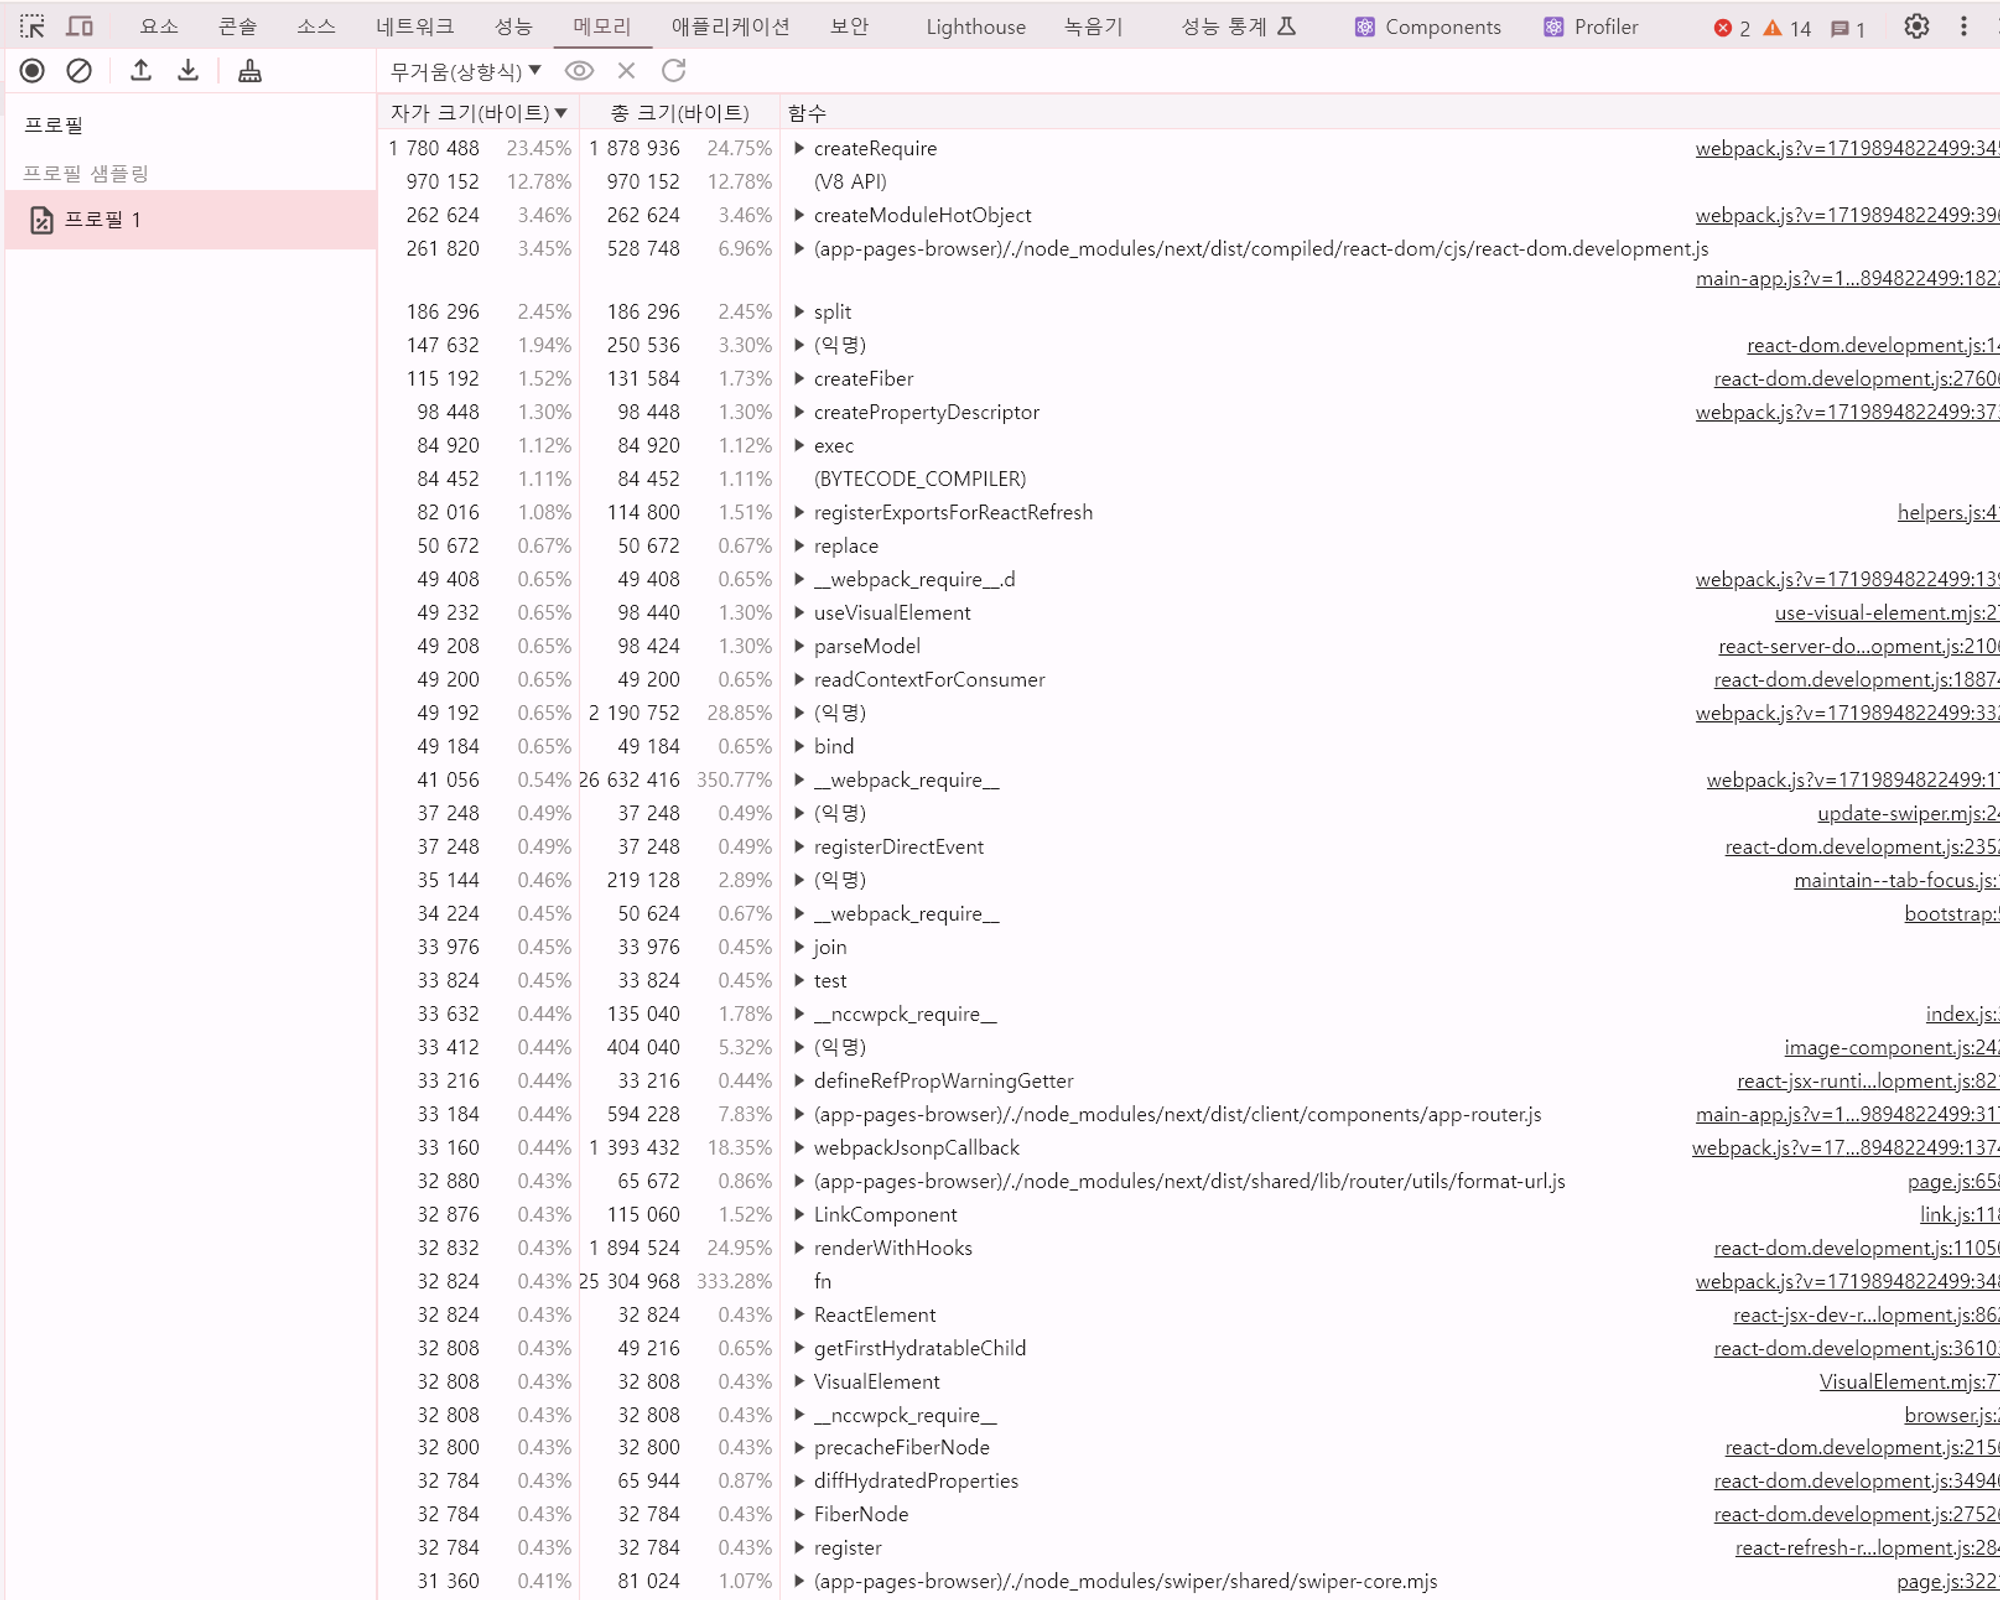 요소 콘솔 소스 네트워크 성능 메모리 애플리케이션 보안 Lighthouse 녹음기 성능 통계 Components Profiler 2 14 1
무거움(상향식)
프로필
프로필 샘플링
프로필 1
자가 크기(바이트) 총 크기(바이트) 함수
1 780 488 23.45% 1 878 936 24.75% createRequire webpack.js?v=1719894822499:345
970 152 12.78% 970 152 12.78% (V8 API)
262 624 3.46% 262 624 3.46% createModuleHotObject webpack.js?v=1719894822499:396
261 820 3.45% 528 748 6.96% (app-pages-browser)/./node_modules/next/dist/compiled/react-dom/cjs/react-dom.development.js
main-app.js?v=1...894822499:1822
186 296 2.45% 186 296 2.45% split
147 632 1.94% 250 536 3.30% (익명) react-dom.development.js:14
115 192 1.52% 131 584 1.73% createFiber react-dom.development.js:27606
98 448 1.30% 98 448 1.30% createPropertyDescriptor webpack.js?v=1719894822499:373
84 920 1.12% 84 920 1.12% exec
84 452 1.11% 84 452 1.11% (BYTECODE_COMPILER)
82 016 1.08% 114 800 1.51% registerExportsForReactRefresh helpers.js:41
50 672 0.67% 50 672 0.67% replace
49 408 0.65% 49 408 0.65% __webpack_require__.d webpack.js?v=1719894822499:139
49 232 0.65% 98 440 1.30% useVisualElement use-visual-element.mjs:27
49 208 0.65% 98 424 1.30% parseModel react-server-do...opment.js:2106
49 200 0.65% 49 200 0.65% readContextForConsumer react-dom.development.js:18874
49 192 0.65% 2 190 752 28.85% (익명) webpack.js?v=1719894822499:332
49 184 0.65% 49 184 0.65% bind
41 056 0.54% 26 632 416 350.77% __webpack_require__ webpack.js?v=1719894822499:17
37 248 0.49% 37 248 0.49% (익명) update-swiper.mjs:24
37 248 0.49% 37 248 0.49% registerDirectEvent react-dom.development.js:2352
35 144 0.46% 219 128 2.89% (익명) maintain--tab-focus.js:
34 224 0.45% 50 624 0.67% __webpack_require__ bootstrap:
33 976 0.45% 33 976 0.45% join
33 824 0.45% 33 824 0.45% test
33 632 0.44% 135 040 1.78% __nccwpck_require__ index.js:
33 412 0.44% 404 040 5.32% (익명) image-component.js:242
33 216 0.44% 33 216 0.44% defineRefPropWarningGetter react-jsx-runti...lopment.js:821
33 184 0.44% 594 228 7.83% (app-pages-browser)/./node_modules/next/dist/client/components/app-router.js main-app.js?v=1...9894822499:317
33 160 0.44% 1 393 432 18.35% webpackJsonpCallback webpack.js?v=17...894822499:1374
32 880 0.43% 65 672 0.86% (app-pages-browser)/./node_modules/next/dist/shared/lib/router/utils/format-url.js page.js:658
32 876 0.43% 115 060 1.52% LinkComponent link.js:118
32 832 0.43% 1 894 524 24.95% renderWithHooks react-dom.development.js:11056
32 824 0.43% 25 304 968 333.28% fn webpack.js?v=1719894822499:348
32 824 0.43% 32 824 0.43% ReactElement react-jsx-dev-r...lopment.js:862
32 808 0.43% 49 216 0.65% getFirstHydratableChild react-dom.development.js:36103
32 808 0.43% 32 808 0.43% VisualElement VisualElement.mjs:77
32 808 0.43% 32 808 0.43% __nccwpck_require__ browser.js:
32 800 0.43% 32 800 0.43% precacheFiberNode react-dom.development.js:2156
32 784 0.43% 65 944 0.87% diffHydratedProperties react-dom.development.js:34946
32 784 0.43% 32 784 0.43% FiberNode react-dom.development.js:27526
32 784 0.43% 32 784 0.43% register react-refresh-r...lopment.js:284
31 360 0.41% 81 024 1.07% (app-pages-browser)/./node_modules/swiper/shared/swiper-core.mjs page.js:322